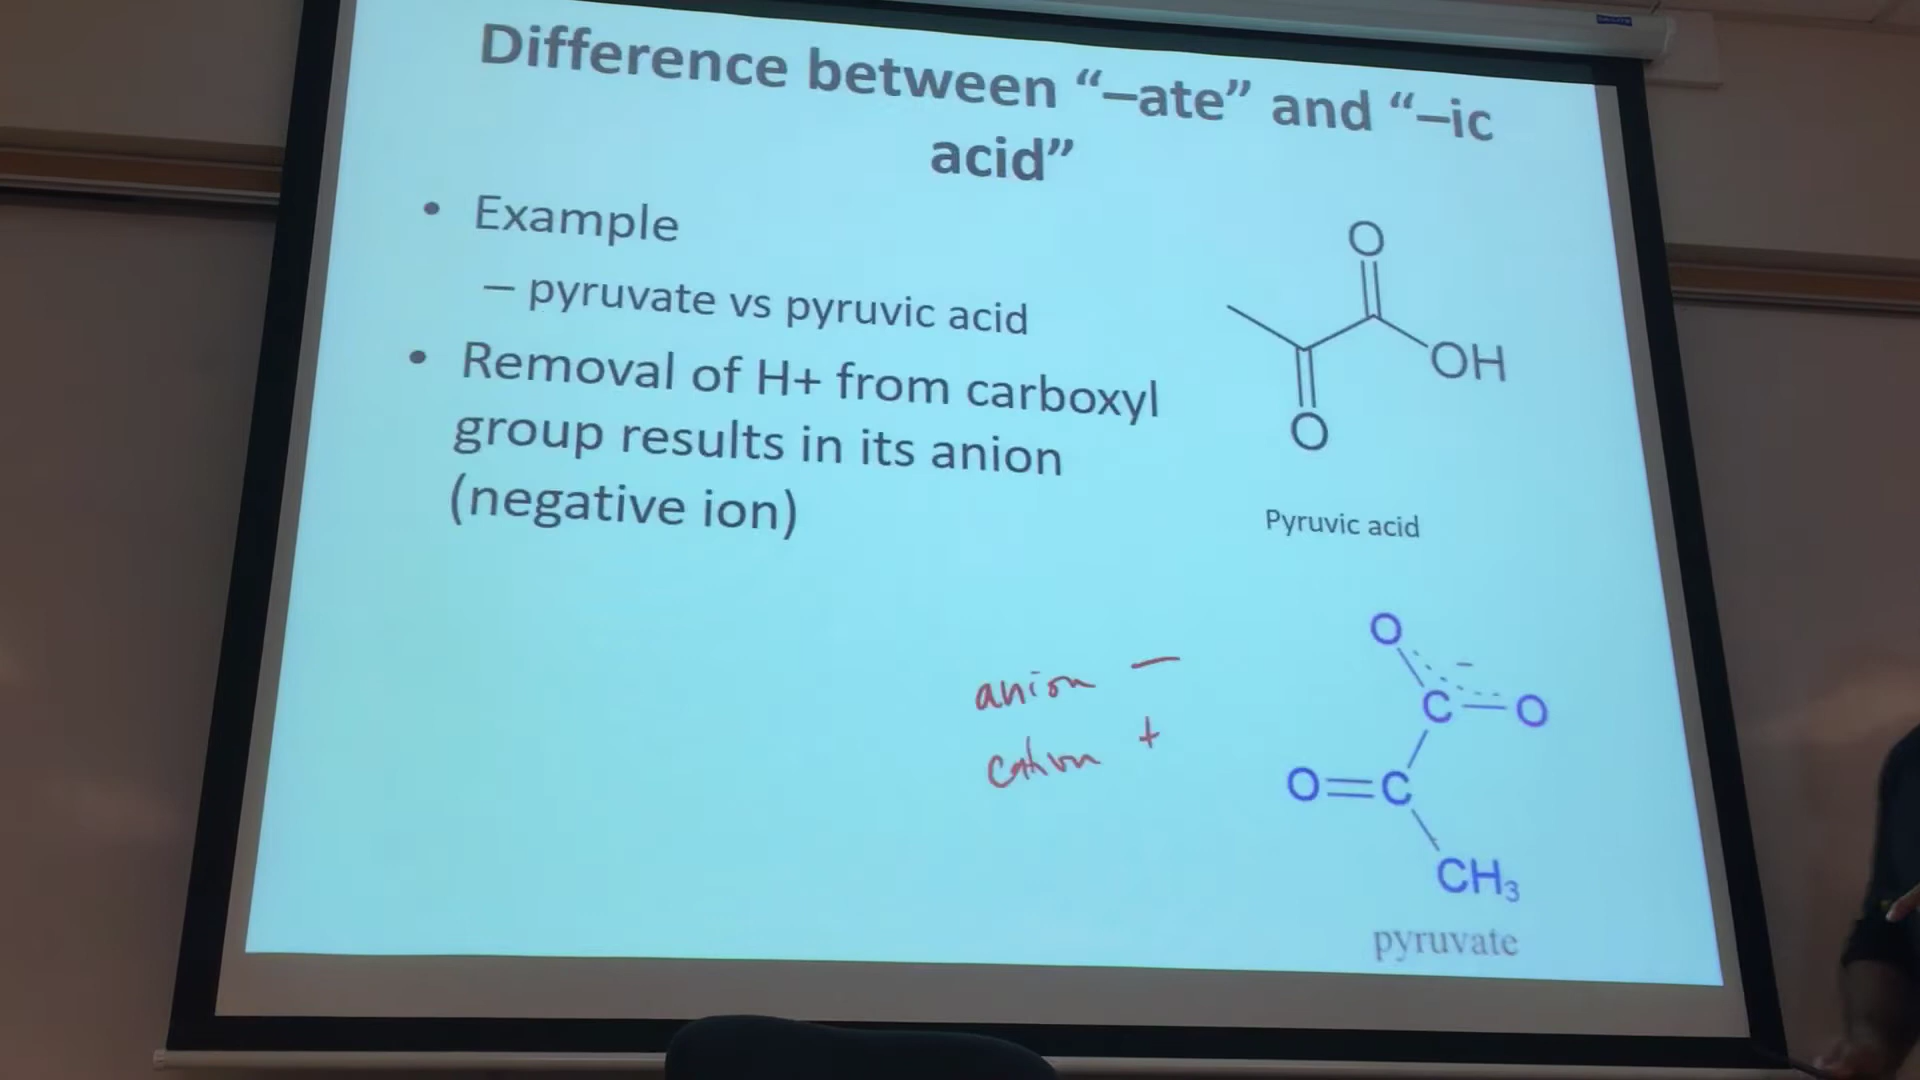 Difference between “–ate” and “–ic
acid”
• Example
– pyruvate vs pyruvic acid
• Removal of H+ from carboxyl
group results in its anion
(negative ion)
O
OH
O
Pyruvic acid
anion —
cation +
O
–
C O
O=C
CH₃
pyruvate